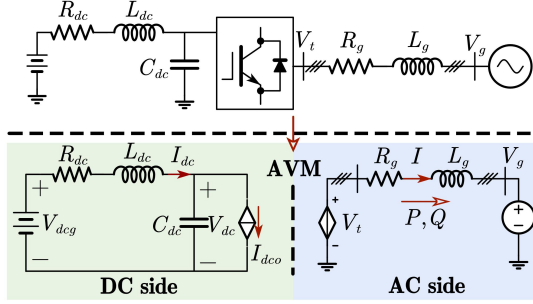 R_dc L_dc C_dc V_t R_g L_g V_g
AVM
R_dc L_dc I_dc V_dcg C_dc V_dc I_dco
DC side
R_g I L_g V_g V_t P, Q
AC side